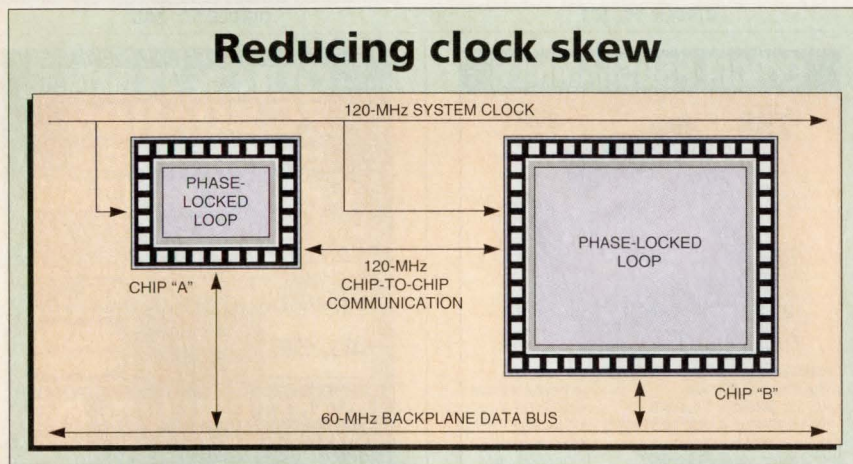 Reducing clock skew
120-MHz SYSTEM CLOCK
PHASE-
LOCKED
LOOP
PHASE-LOCKED
LOOP
120-MHz
CHIP-TO-CHIP
COMMUNICATION
CHIP "A"
CHIP "B"
60-MHz BACKPLANE DATA BUS